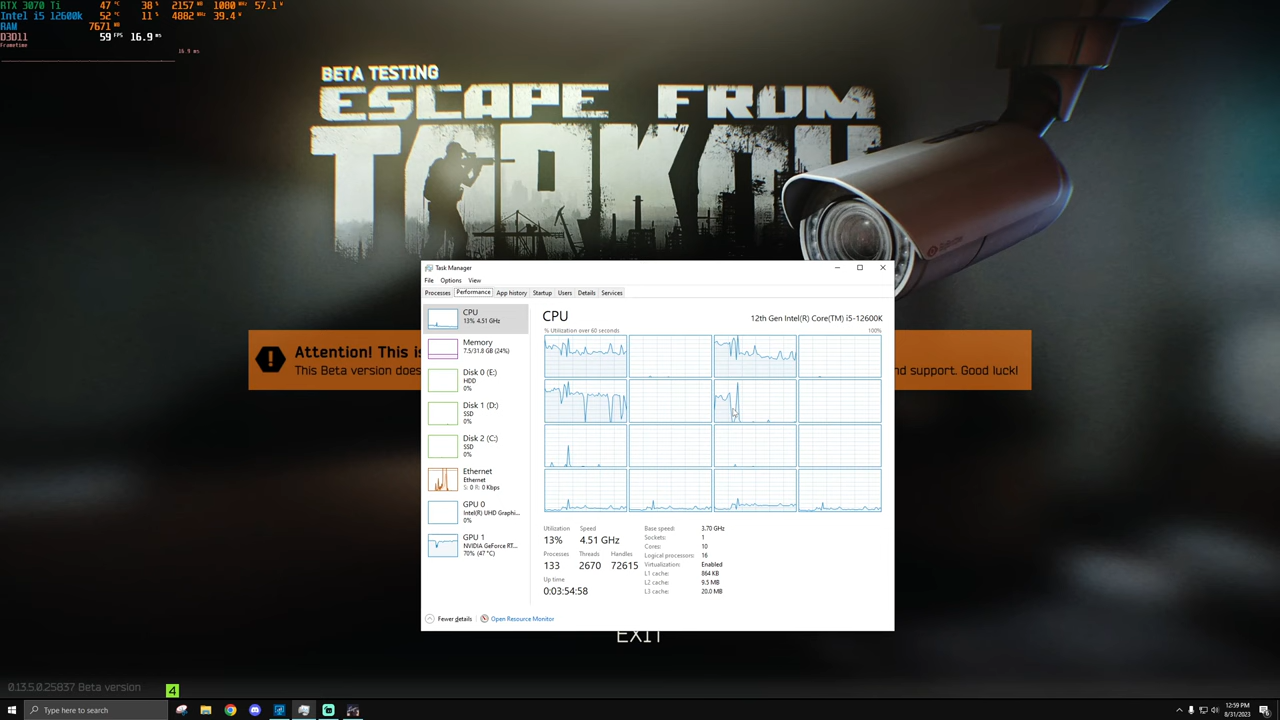 RTX 3070 Ti 47 °C 38 % 2157 MHz 1080 MHz 57.1 V
Intel i5 12600k 52 °C 11 % 4882 MHz 39.4 W
RAM 7671 MB
D3D11 59 FPS 16.9 ms
Frametime
16.9 ms
BETA TESTING
ESCAPE FROM
TARKOV
Task Manager
File Options View
Processes Performance App history Startup Users Details Services
CPU
13% 4.51 GHz
Memory
7.5/31.8 GB (24%)
Disk 0 (E:)
HDD
0%
Disk 1 (D:)
SSD
0%
Disk 2 (C:)
SSD
0%
Ethernet
Ethernet
S: 0 R: 0 Kbps
GPU 0
Intel(R) UHD Graphi...
0%
GPU 1
NVIDIA GeForce RT...
70% (47 °C)
CPU 12th Gen Intel(R) Core(TM) i5-12600K
% Utilization over 60 seconds 100%
Utilization Speed
13% 4.51 GHz
Processes Threads Handles
133 2670 72615
Up time
0:03:54:58
Base speed: 3.70 GHz
Sockets: 1
Cores: 10
Logical processors: 16
Virtualization: Enabled
L1 cache: 864 KB
L2 cache: 9.5 MB
L3 cache: 20.0 MB
Fewer details Open Resource Monitor
Attention! This is
This Beta version does nd support. Good luck!
EXIT
0.13.5.0.25837 Beta version
4
Type here to search
12:59 PM
8/31/2023